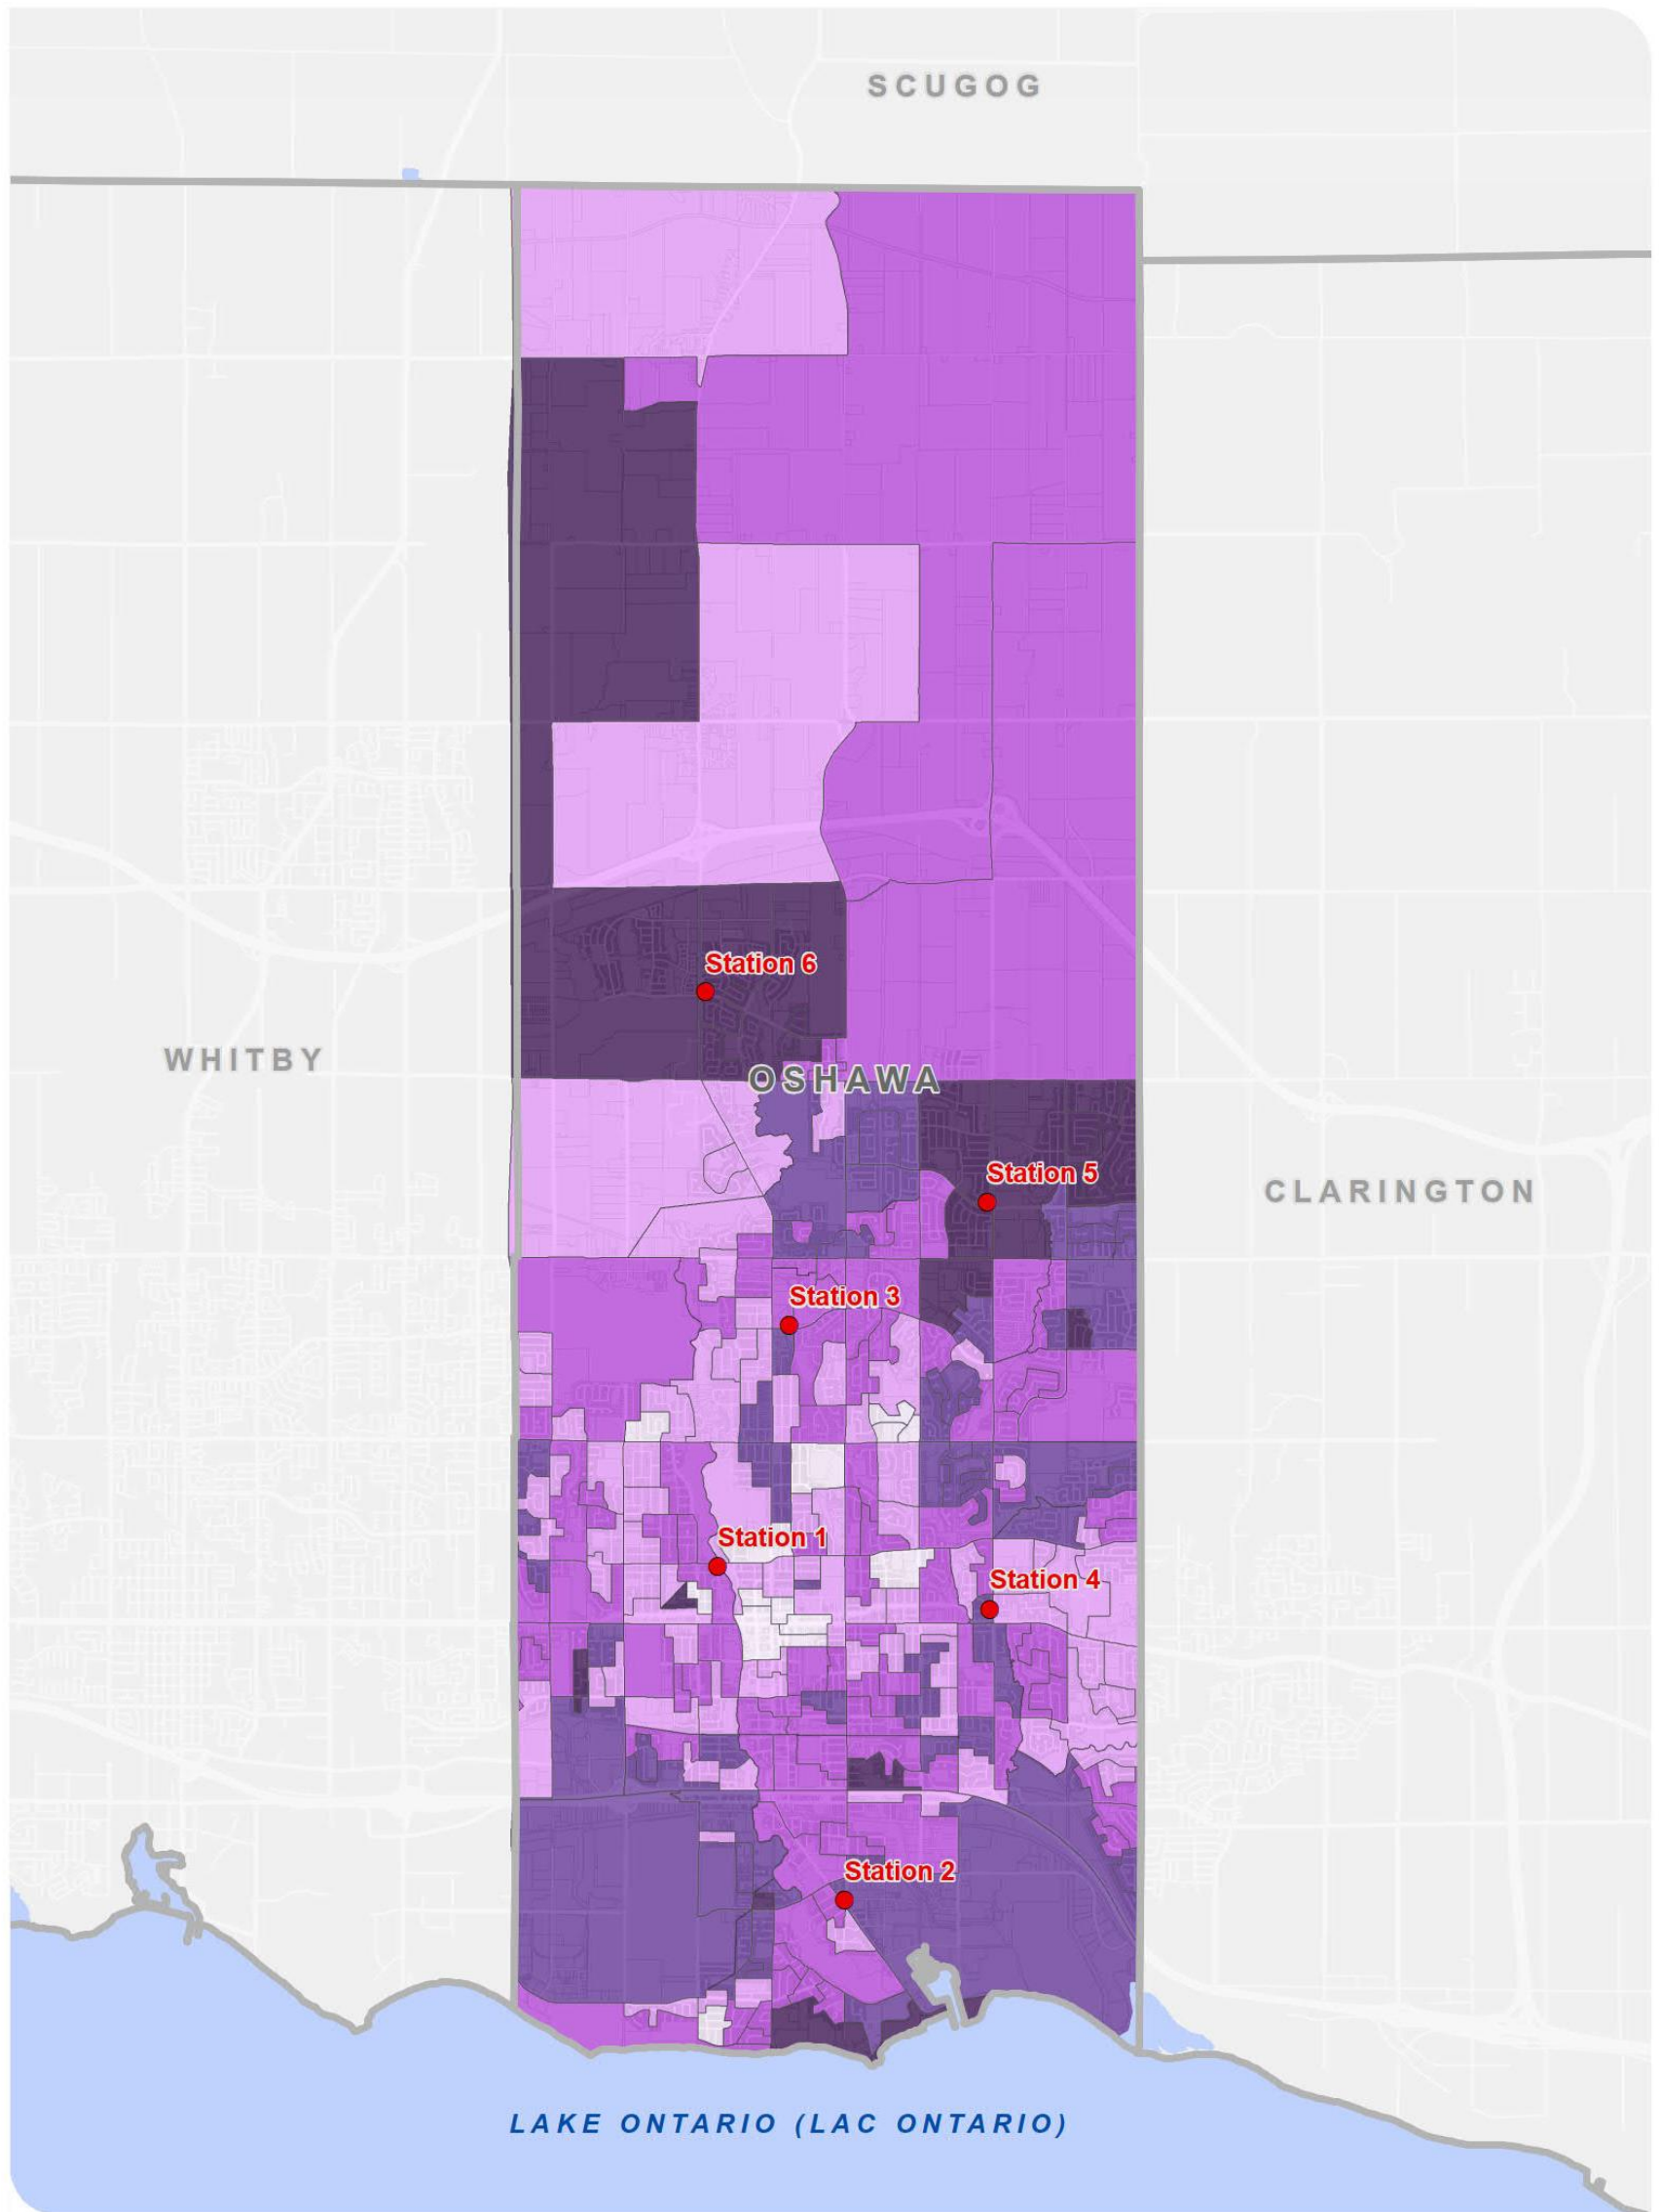 SCUGOG
Station 6
WHITBY
OSHAWA
Station 5
CLARINGTON
Station 3
Station 1
Station 4
Station 2
LAKE ONTARIO (LAC ONTARIO)